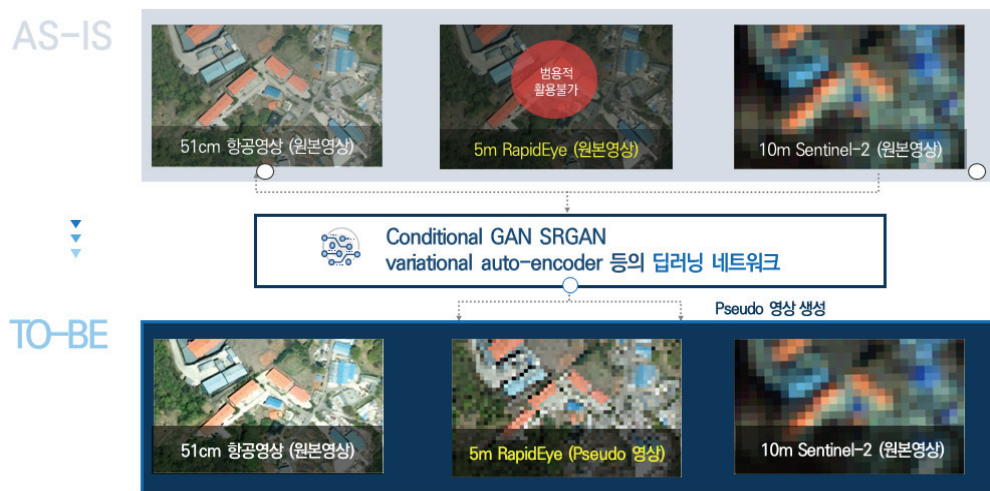 AS-IS
범용적
활용불가
51cm 항공영상 (원본영상)
5m RapidEye (원본영상)
10m Sentinel-2 (원본영상)
Conditional GAN SRGAN
variational auto-encoder 등의 딥러닝 네트워크
Pseudo 영상 생성
TO-BE
51cm 항공영상 (원본영상)
5m RapidEye (Pseudo 영상)
10m Sentinel-2 (원본영상)